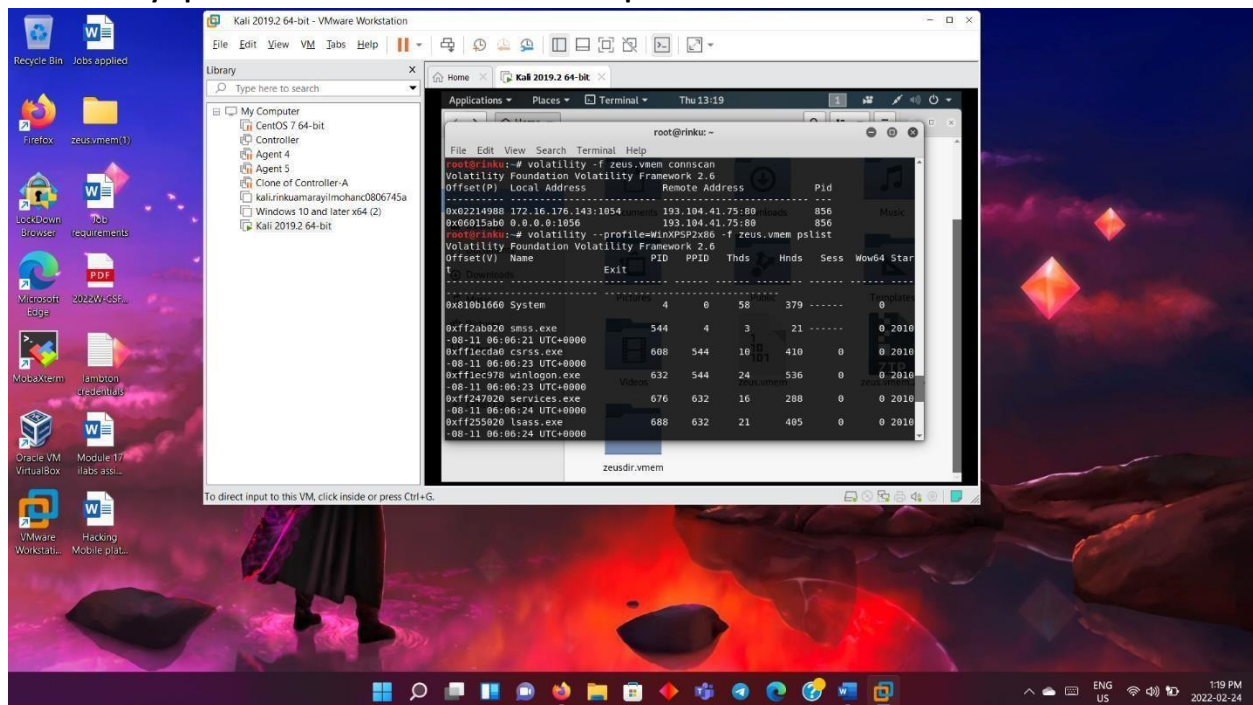 Kali 2019.2 64-bit - VMware Workstation
File Edit View VM Tabs Help
Library
Type here to search
My Computer
CentOS 7 64-bit
Controller
Agent 4
Agent 5
Clone of Controller-A
kali.rinkuamarayilmohanc0806745a
Windows 10 and later x64 (2)
Kali 2019.2 64-bit
Home
Kali 2019.2 64-bit
Applications Places Terminal Thu 13:19 1
root@rinku: ~
File Edit View Search Terminal Help
root@rinku:~# volatility -f zeus.vmem connscan
Volatility Foundation Volatility Framework 2.6
Offset(P) Local Address Remote Address Pid
---------- ------------------------- ------------------------- ---
0x02214988 172.16.176.143:1054 193.104.41.75:80 856
0x06015ab0 0.0.0.0:1056 193.104.41.75:80 856
root@rinku:~# volatility --profile=WinXPSP2x86 -f zeus.vmem pslist
Volatility Foundation Volatility Framework 2.6
Offset(V) Name PID PPID Thds Hnds Sess Wow64 Star
t Exit
0x810b1660 System 4 0 58 379 ------ 0
0xff2ab020 smss.exe 544 4 3 21 ------ 0 2010
-08-11 06:06:21 UTC+0000
0xff1ecda0 csrss.exe 608 544 10 410 0 0 2010
-08-11 06:06:23 UTC+0000
0xff1ec978 winlogon.exe 632 544 24 536 0 0 2010
-08-11 06:06:23 UTC+0000
0xff247020 services.exe 676 632 16 288 0 0 2010
-08-11 06:06:24 UTC+0000
0xff255020 lsass.exe 688 632 21 405 0 0 2010
-08-11 06:06:24 UTC+0000
Downloads
Music
Pictures
Public
Templates
Videos
zeus.vmem
zeusdir.vmem
To direct input to this VM, click inside or press Ctrl+G.
Recycle Bin
Jobs applied
Firefox
zeus.vmem(1)
LockDown Browser
Job requirements
Microsoft Edge
PDF
2022W-CSF...
MobaXterm
lambton credentials
Oracle VM VirtualBox
Module 17 ilabs assi...
VMware Workstati...
Hacking Mobile plat...
ENG
US
1:19 PM
2022-02-24